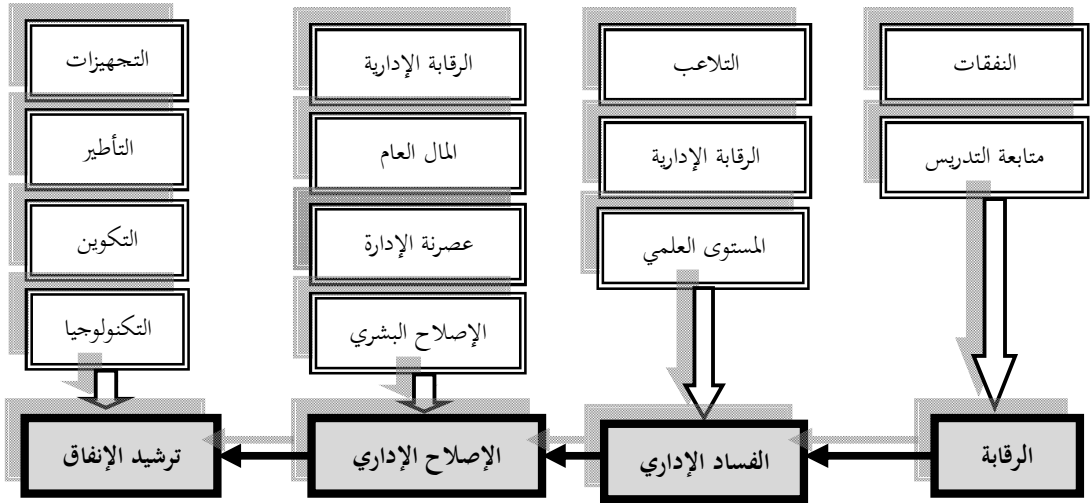 النفقات
متابعة التدريس
الرقابة
التلاعب
الرقابة الإدارية
المستوى العلمي
الفساد الإداري
الرقابة الإدارية
المال العام
عصرنة الإدارة
الإصلاح البشري
الإصلاح الإداري
التجهيزات
التأطير
التكوين
التكنولوجيا
ترشيد الإنفاق